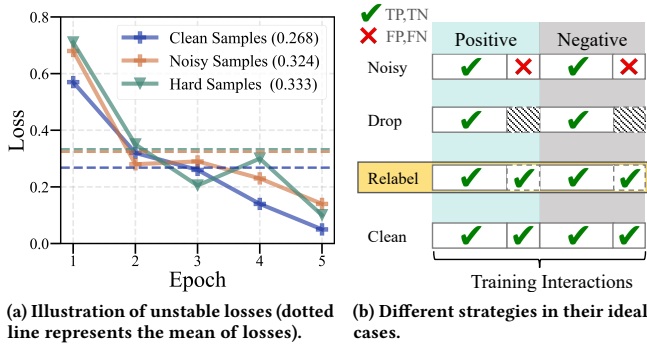 0.8
0.6
0.4
0.2
0.0
Loss
Clean Samples (0.268)
Noisy Samples (0.324)
Hard Samples (0.333)
1 2 3 4 5
Epoch
(a) Illustration of unstable losses (dotted
line represents the mean of losses).
TP,TN
FP,FN
Positive Negative
Noisy
Drop
Relabel
Clean
Training Interactions
(b) Different strategies in their ideal
cases.